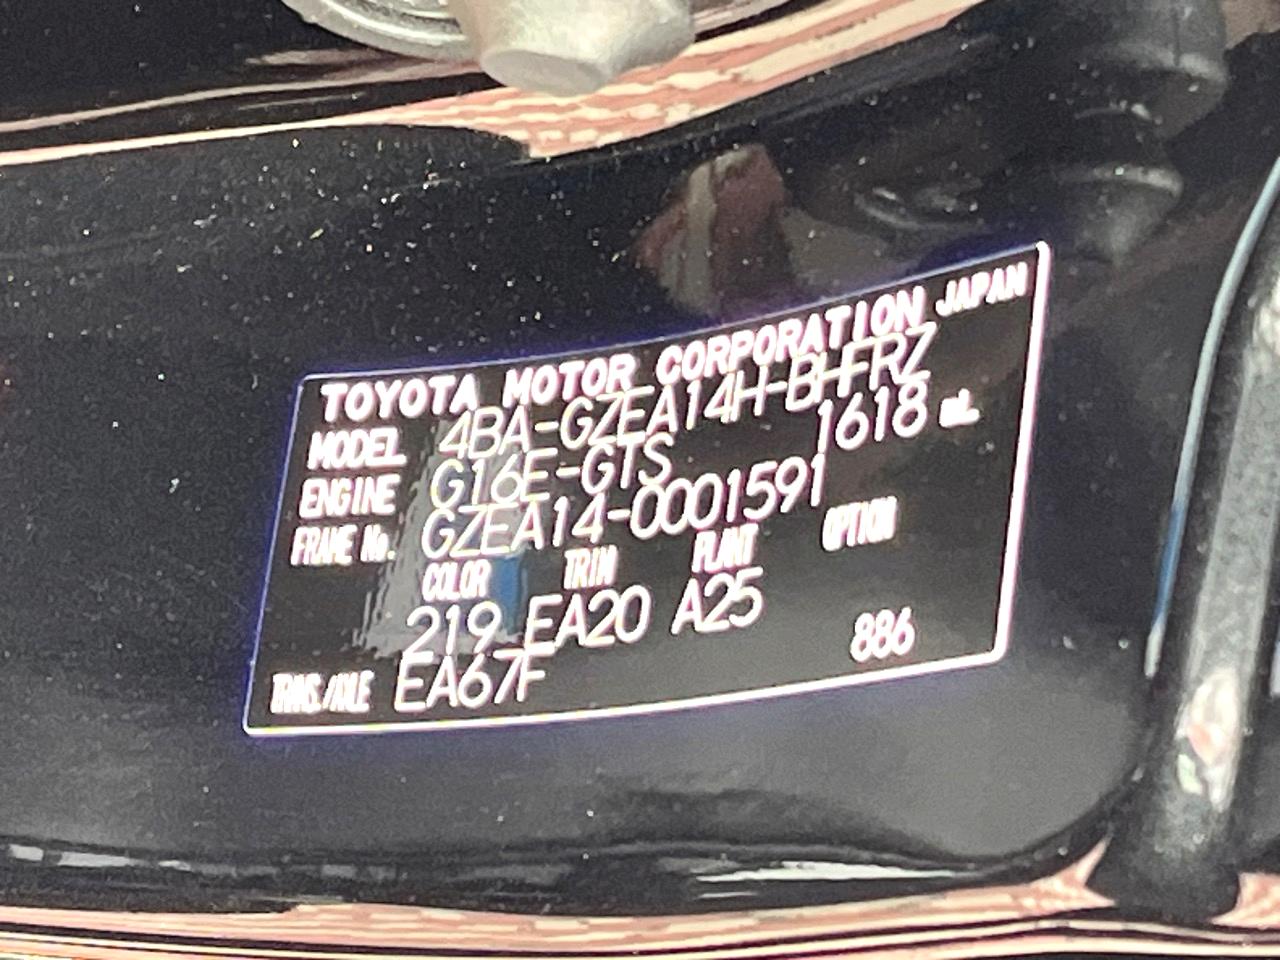 TOYOTA MOTOR CORPORATION JAPAN
MODEL 4BA-GZEA14H-BHFRZ
ENGINE G16E-GTS 1618 mL
FRAME No. GZEA14-0001591
COLOR TRIM PLANT OPTION
219 EA20 A25
TRANS./AXLE EA67F 886